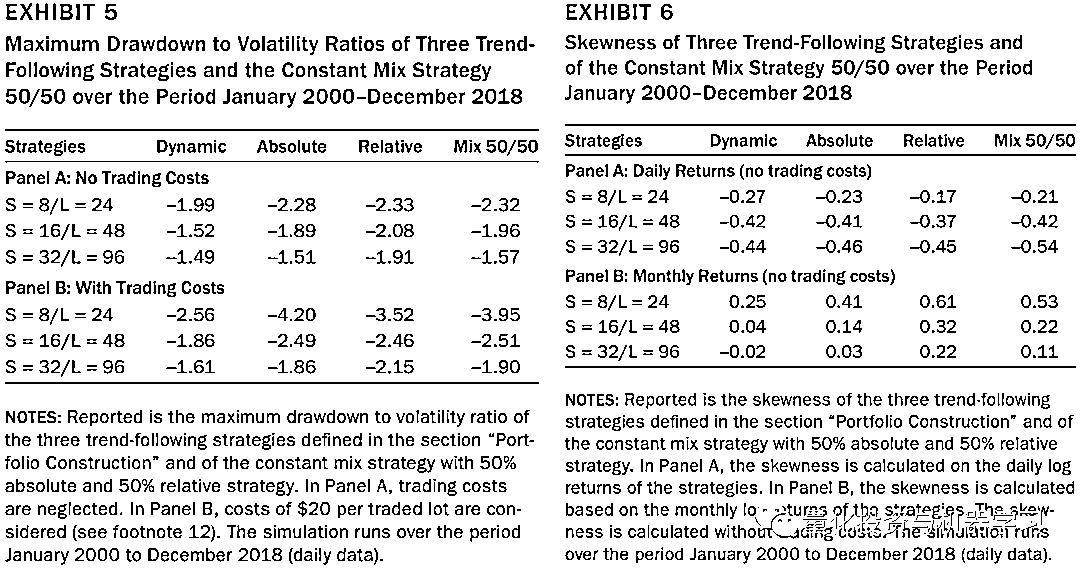 EXHIBIT 5
Maximum Drawdown to Volatility Ratios of Three Trend-
Following Strategies and the Constant Mix Strategy
50/50 over the Period January 2000–December 2018
Strategies Dynamic Absolute Relative Mix 50/50
Panel A: No Trading Costs
S = 8/L = 24 –1.99 –2.28 –2.33 –2.32
S = 16/L = 48 –1.52 –1.89 –2.08 –1.96
S = 32/L = 96 –1.49 –1.51 –1.91 –1.57
Panel B: With Trading Costs
S = 8/L = 24 –2.56 –4.20 –3.52 –3.95
S = 16/L = 48 –1.86 –2.49 –2.46 –2.51
S = 32/L = 96 –1.61 –1.86 –2.15 –1.90
NOTES: Reported is the maximum drawdown to volatility ratio of
the three trend-following strategies defined in the section “Port-
folio Construction” and of the constant mix strategy with 50%
absolute and 50% relative strategy. In Panel A, trading costs
are neglected. In Panel B, costs of $20 per traded lot are con-
sidered (see footnote 12). The simulation runs over the period
January 2000 to December 2018 (daily data).
EXHIBIT 6
Skewness of Three Trend-Following Strategies and
of the Constant Mix Strategy 50/50 over the Period
January 2000–December 2018
Strategies Dynamic Absolute Relative Mix 50/50
Panel A: Daily Returns (no trading costs)
S = 8/L = 24 –0.27 –0.23 –0.17 –0.21
S = 16/L = 48 –0.42 –0.41 –0.37 –0.42
S = 32/L = 96 –0.44 –0.46 –0.45 –0.54
Panel B: Monthly Returns (no trading costs)
S = 8/L = 24 0.25 0.41 0.61 0.53
S = 16/L = 48 0.04 0.14 0.32 0.22
S = 32/L = 96 –0.02 0.03 0.22 0.11
NOTES: Reported is the skewness of the three trend-following
strategies defined in the section “Portfolio Construction” and of
the constant mix strategy with 50% absolute and 50% relative
strategy. In Panel A, the skewness is calculated on the daily log
returns of the strategies. In Panel B, the skewness is calculated
based on the monthly log returns of the strategies. The skew-
ness is calculated without trading costs. The simulation runs
over the period January 2000 to December 2018 (daily data).
量化投资与机器学习